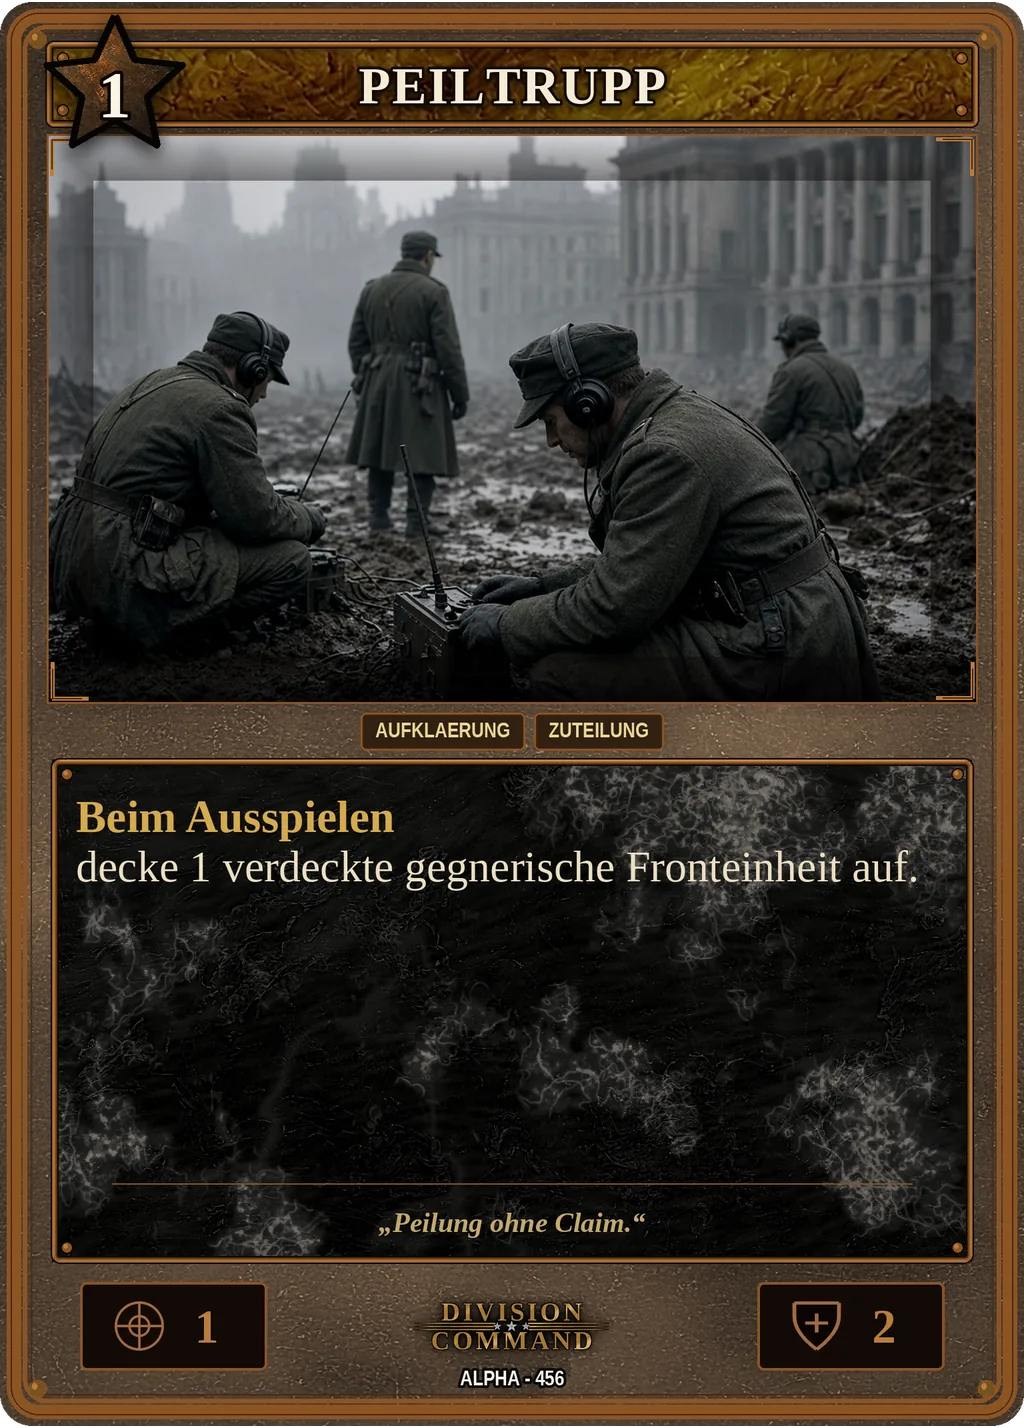 1
PEILTRUPP
AUFKLAERUNG ZUTEILUNG
Beim Ausspielen
decke 1 verdeckte gegnerische Fronteinheit auf.
„Peilung ohne Claim.“
1
DIVISION
COMMAND
2
ALPHA - 456